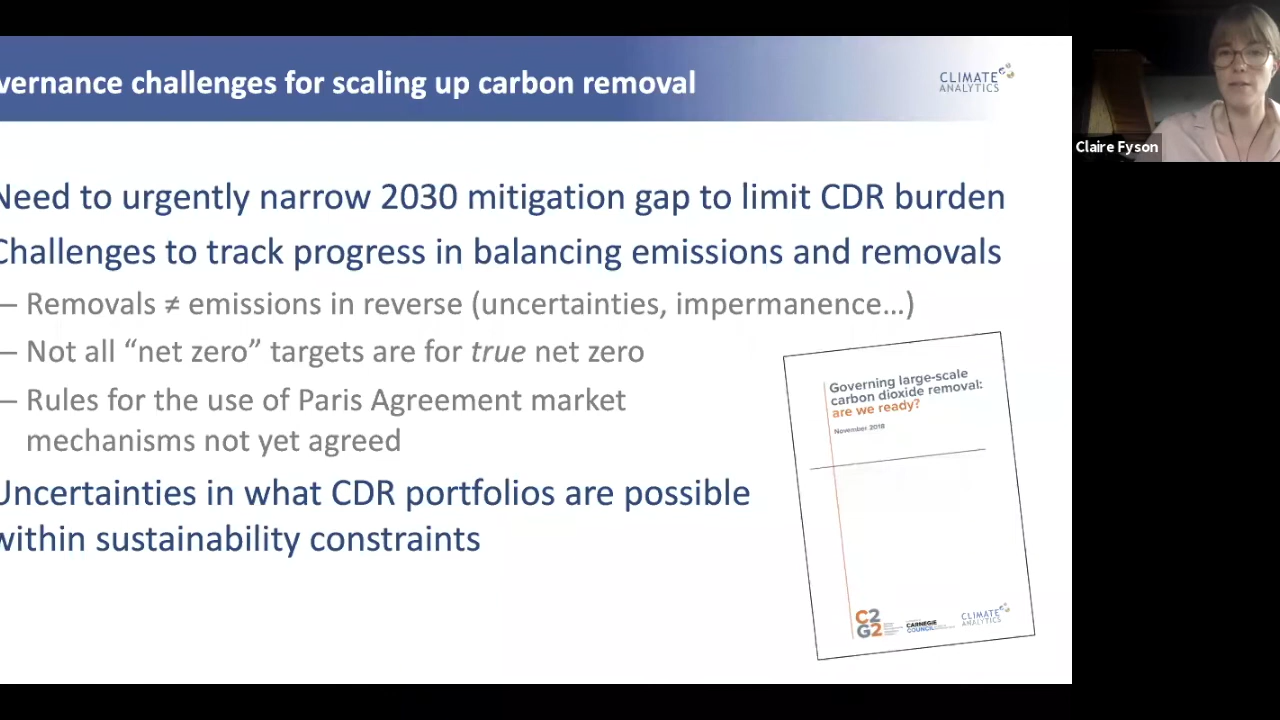 vernance challenges for scaling up carbon removal
CLIMATE
ANALYTICS
Claire Fyson
Need to urgently narrow 2030 mitigation gap to limit CDR burden
Challenges to track progress in balancing emissions and removals
– Removals ≠ emissions in reverse (uncertainties, impermanence…)
– Not all “net zero” targets are for true net zero
– Rules for the use of Paris Agreement market
mechanisms not yet agreed
Uncertainties in what CDR portfolios are possible
within sustainability constraints
Governing large-scale
carbon dioxide removal:
are we ready?
November 2018
C2
G2
CARNEGIE
COUNCIL
CLIMATE
ANALYTICS